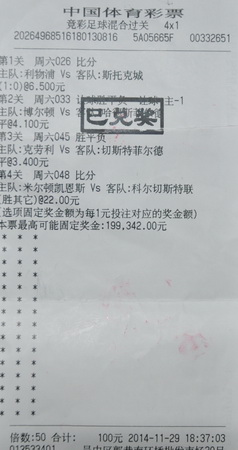 中国体育彩票
竞彩足球混合过关 4x1
20264968516180130816 5A05665F 00332651
第1关 周六026 比分
主队:利物浦 Vs 客队:斯托克城
(1:0)@6.500元
第2关 周六033 让球胜平负 主-1
主队:博尔顿
平@4.100元
已兑奖
第3关 周六045 胜平负
主队:克劳利 Vs 客队:切斯特菲尔德
平@3.400元
第4关 周六048 比分
主队:米尔顿凯恩斯 Vs 客队:科尔切斯特联
(胜其它)@22.00元
(选项固定奖金额为每1元投注对应的奖金额)
本票最高可能固定奖金:199,342.00元
* * *
* * *
* * *
* * *
* * *
* * *
* * *
* * *
* * *
* * *
* * *
倍数:50 合计: 100元 2014-11-29 18:37:03